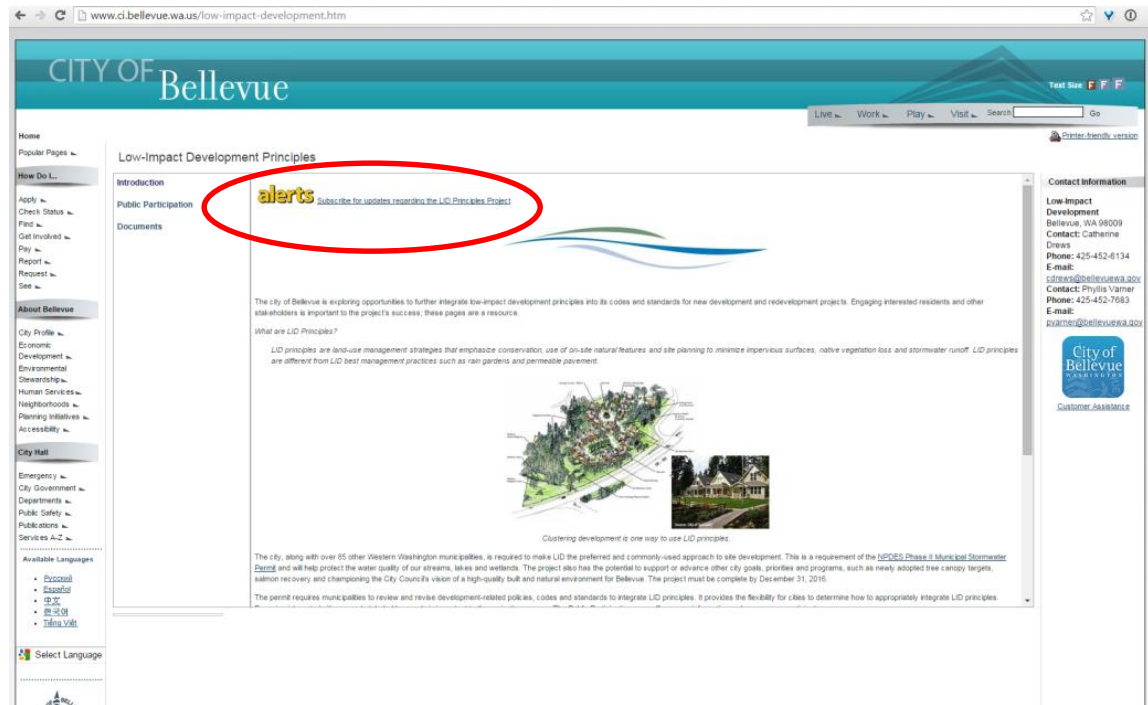 www.ci.bellevue.wa.us/low-impact-development.htm
CITY OF Bellevue
Text Size F F F
Live Work Play Visit Search Go
Printer-friendly version
Home
Popular Pages
How Do I...
Apply
Check Status
Find
Get Involved
Pay
Report
Request
See
About Bellevue
City Profile
Economic
Development
Environmental
Stewardship
Human Services
Neighborhoods
Planning Initiatives
Accessibility
City Hall
Emergency
City Government
Departments
Public Safety
Publications
Services A-Z
Available Languages
Русский
Español
中文
한국어
Tiếng Việt
Select Language
Low-Impact Development Principles
Introduction
Public Participation
Documents
alerts Subscribe for updates regarding the LID Principles Project
The city of Bellevue is exploring opportunities to further integrate low-impact development principles into its codes and standards for new development and redevelopment projects. Engaging interested residents and other
stakeholders is important to the project's success; these pages are a resource.
What are LID Principles?
LID principles are land-use management strategies that emphasize conservation, use of on-site natural features and site planning to minimize impervious surfaces, native vegetation loss and stormwater runoff. LID principles
are different from LID best management practices such as rain gardens and permeable pavement.
Clustering development is one way to use LID principles.
The city, along with over 85 other Western Washington municipalities, is required to make LID the preferred and commonly-used approach to site development. This is a requirement of the NPDES Phase II Municipal Stormwater
Permit and will help protect the water quality of our streams, lakes and wetlands. The project also has the potential to support or advance other city goals, priorities and programs, such as newly adopted tree canopy targets,
salmon recovery and championing the City Council's vision of a high-quality built and natural environment for Bellevue. The project must be complete by December 31, 2016.
The permit requires municipalities to review and revise development-related policies, codes and standards to integrate LID principles. It provides the flexibility for cities to determine how to appropriately integrate LID principles.
Contact Information
Low-Impact
Development
Bellevue, WA 98009
Contact: Catherine
Drews
Phone: 425-452-6134
E-mail:
cdrews@bellevuewa.gov
Contact: Phyllis Varner
Phone: 425-452-7683
E-mail:
pvarner@bellevuewa.gov
City of
Bellevue
WASHINGTON
Customer Assistance